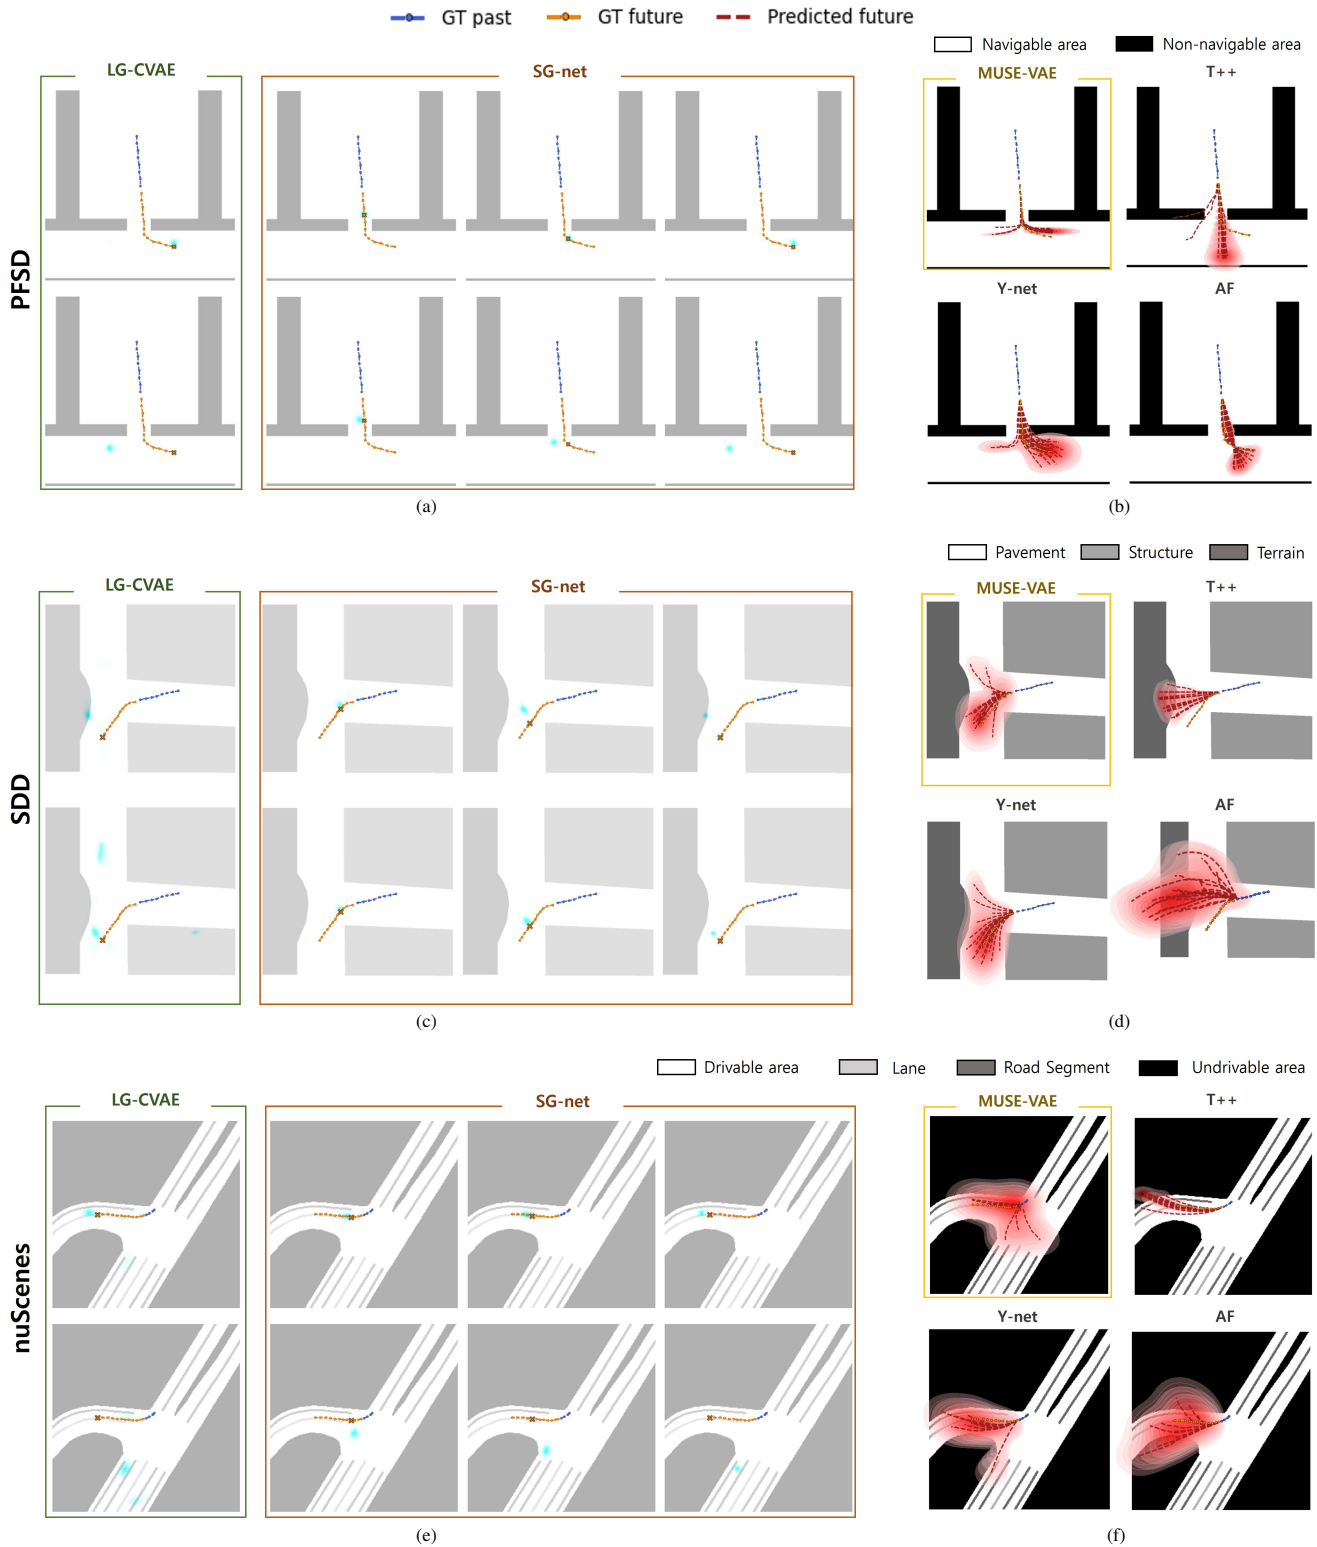 GT past GT future Predicted future
Navigable area Non-navigable area
LG-CVAE SG-net MUSE-VAE T++
PFSD
Y-net AF
(a) (b)
Pavement Structure Terrain
LG-CVAE SG-net MUSE-VAE T++
SDD
Y-net AF
(c) (d)
Drivable area Lane Road Segment Undrivable area
LG-CVAE SG-net MUSE-VAE T++
nuScenes
Y-net AF
(e) (f)